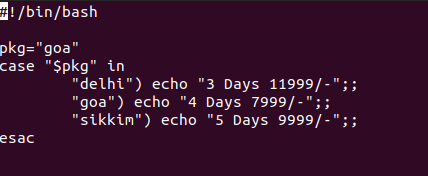 #!/bin/bash
pkg="goa"
case "$pkg" in
"delhi") echo "3 Days 11999/-";;
"goa") echo "4 Days 7999/-";;
"sikkim") echo "5 Days 9999/-";;
esac